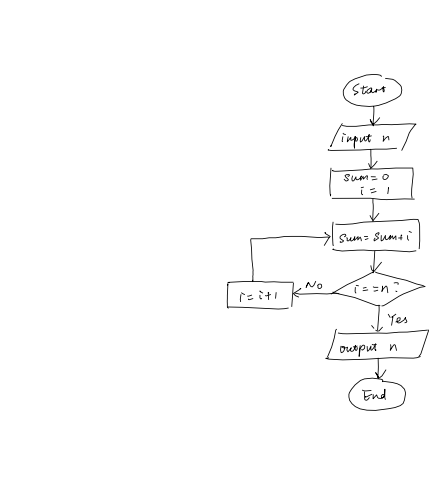 Start
input n
sum=0
i = 1
sum=sum+i
i==n?
No
i=i+1
Yes
output n
End